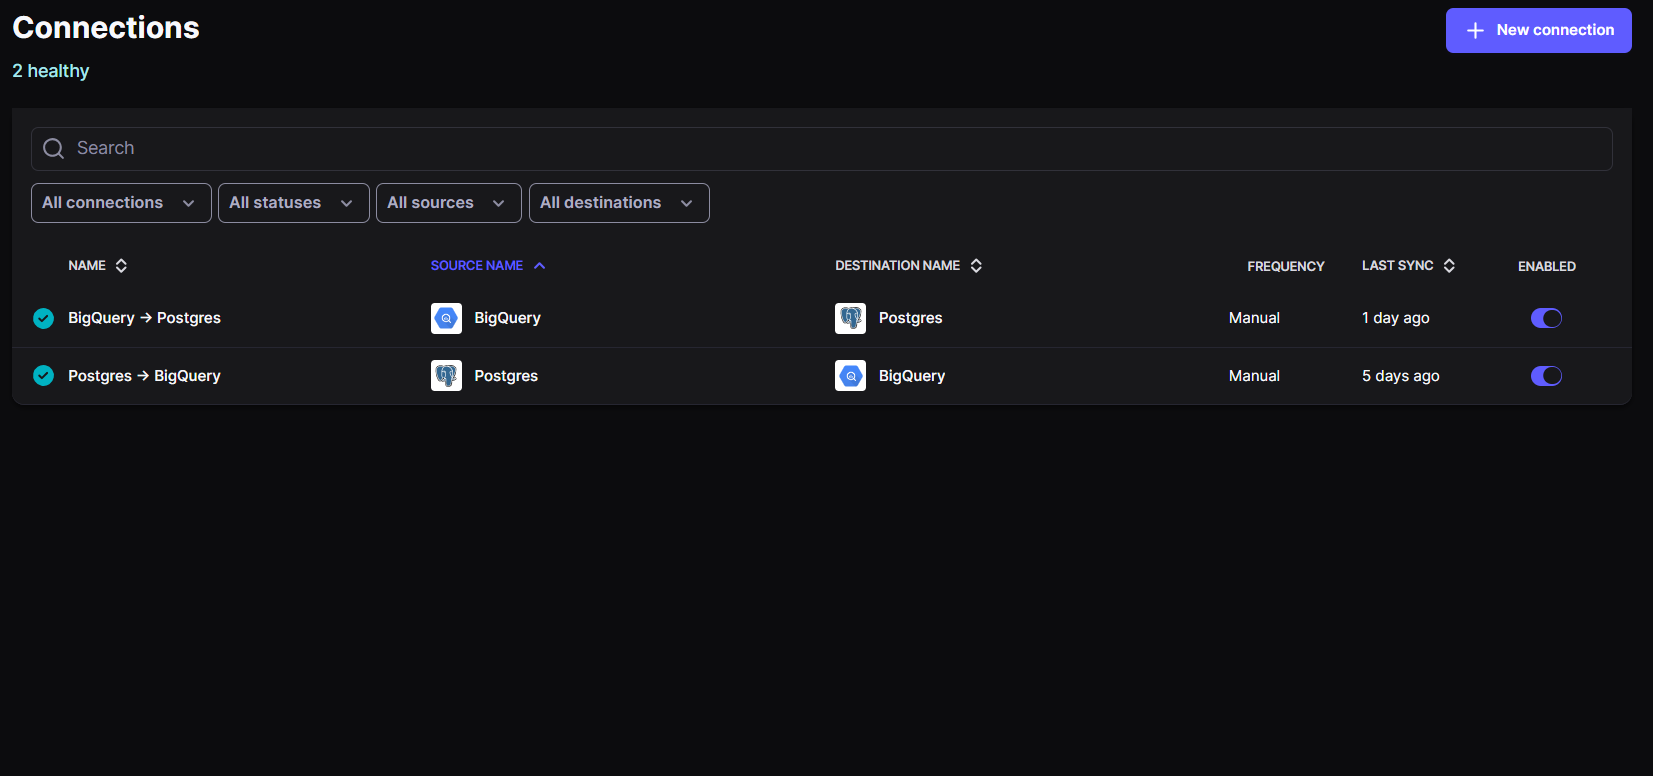 Connections
New connection
2 healthy
Search
All connections All statuses All sources All destinations
NAME SOURCE NAME DESTINATION NAME FREQUENCY LAST SYNC ENABLED
BigQuery → Postgres BigQuery Postgres Manual 1 day ago
Postgres → BigQuery Postgres BigQuery Manual 5 days ago